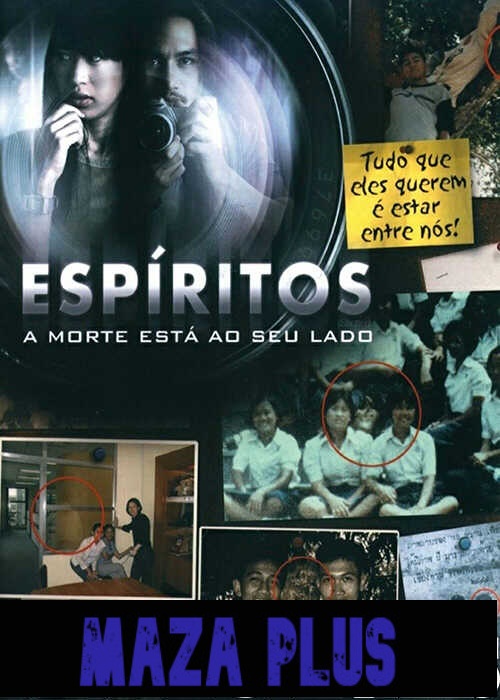 Tudo que
eles querem
é estar
entre nós!
ESPÍRITOS
A MORTE ESTÁ AO SEU LADO
MAZA PLUS